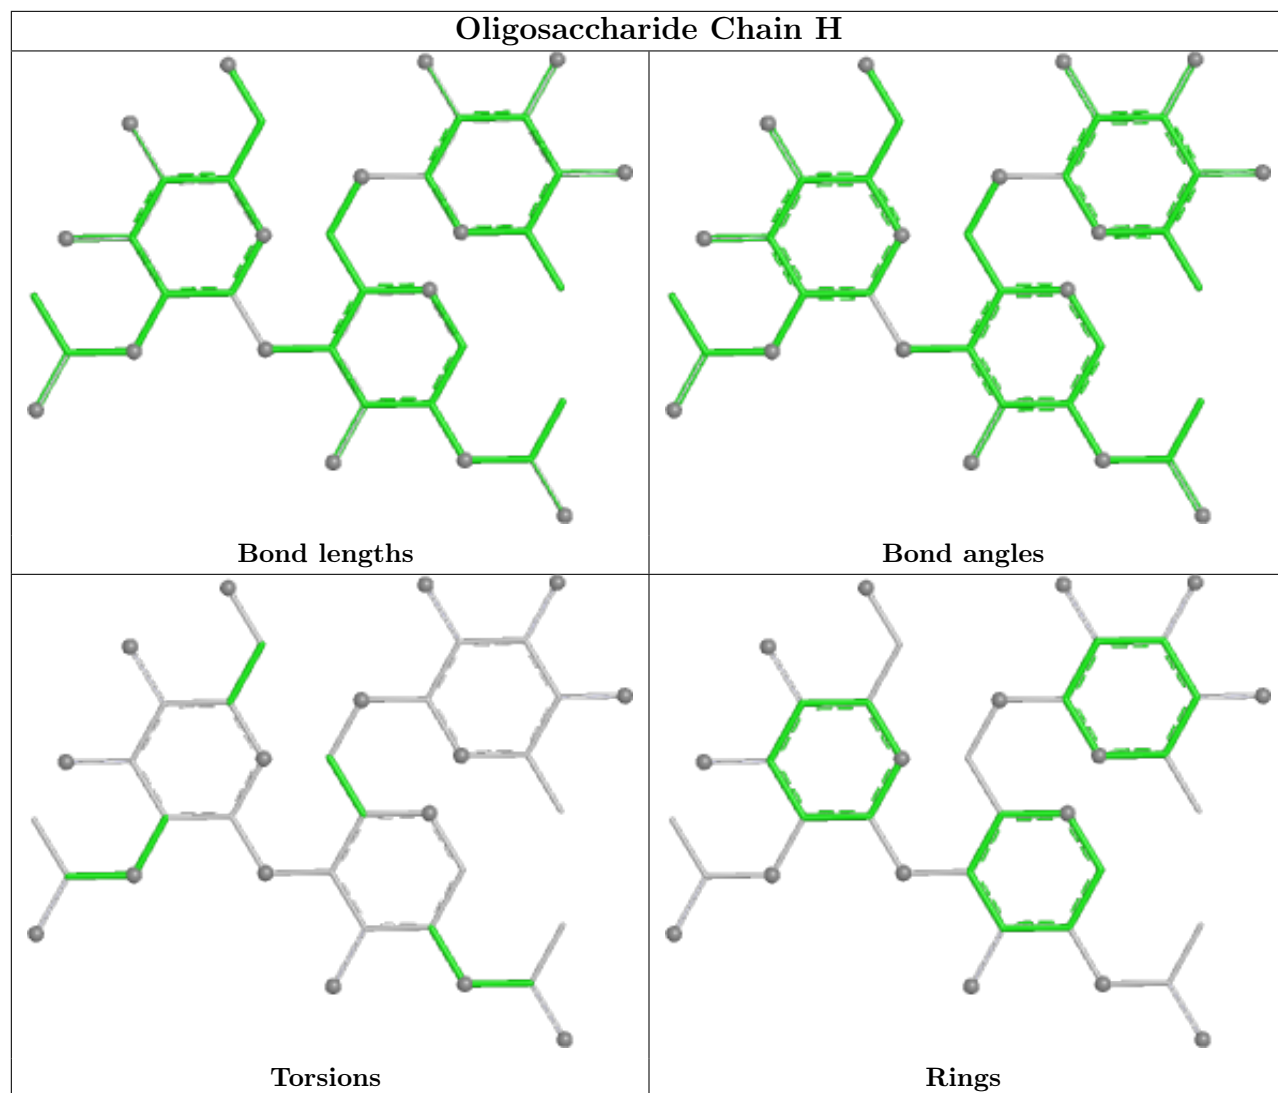 Oligosaccharide Chain H
Bond lengths
Bond angles
Torsions
Rings